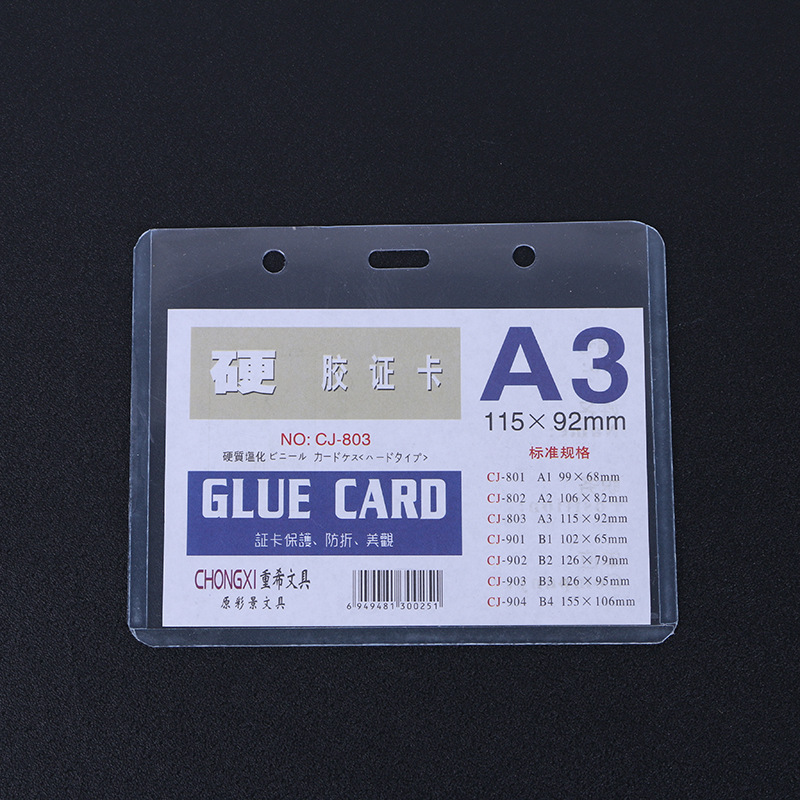 硬 胶证卡
NO: CJ-803
硬質塩化ビニール カードケス<ハードタイプ>
GLUE CARD
証卡保護、防折、美觀
CHONGXI 重希文具
原彩景文具
6 949481 300251
A3
115×92mm
标准规格
CJ-801 A1 99×68mm
CJ-802 A2 106×82mm
CJ-803 A3 115×92mm
CJ-901 B1 102×65mm
CJ-902 B2 126×79mm
CJ-903 B3 126×95mm
CJ-904 B4 155×106mm